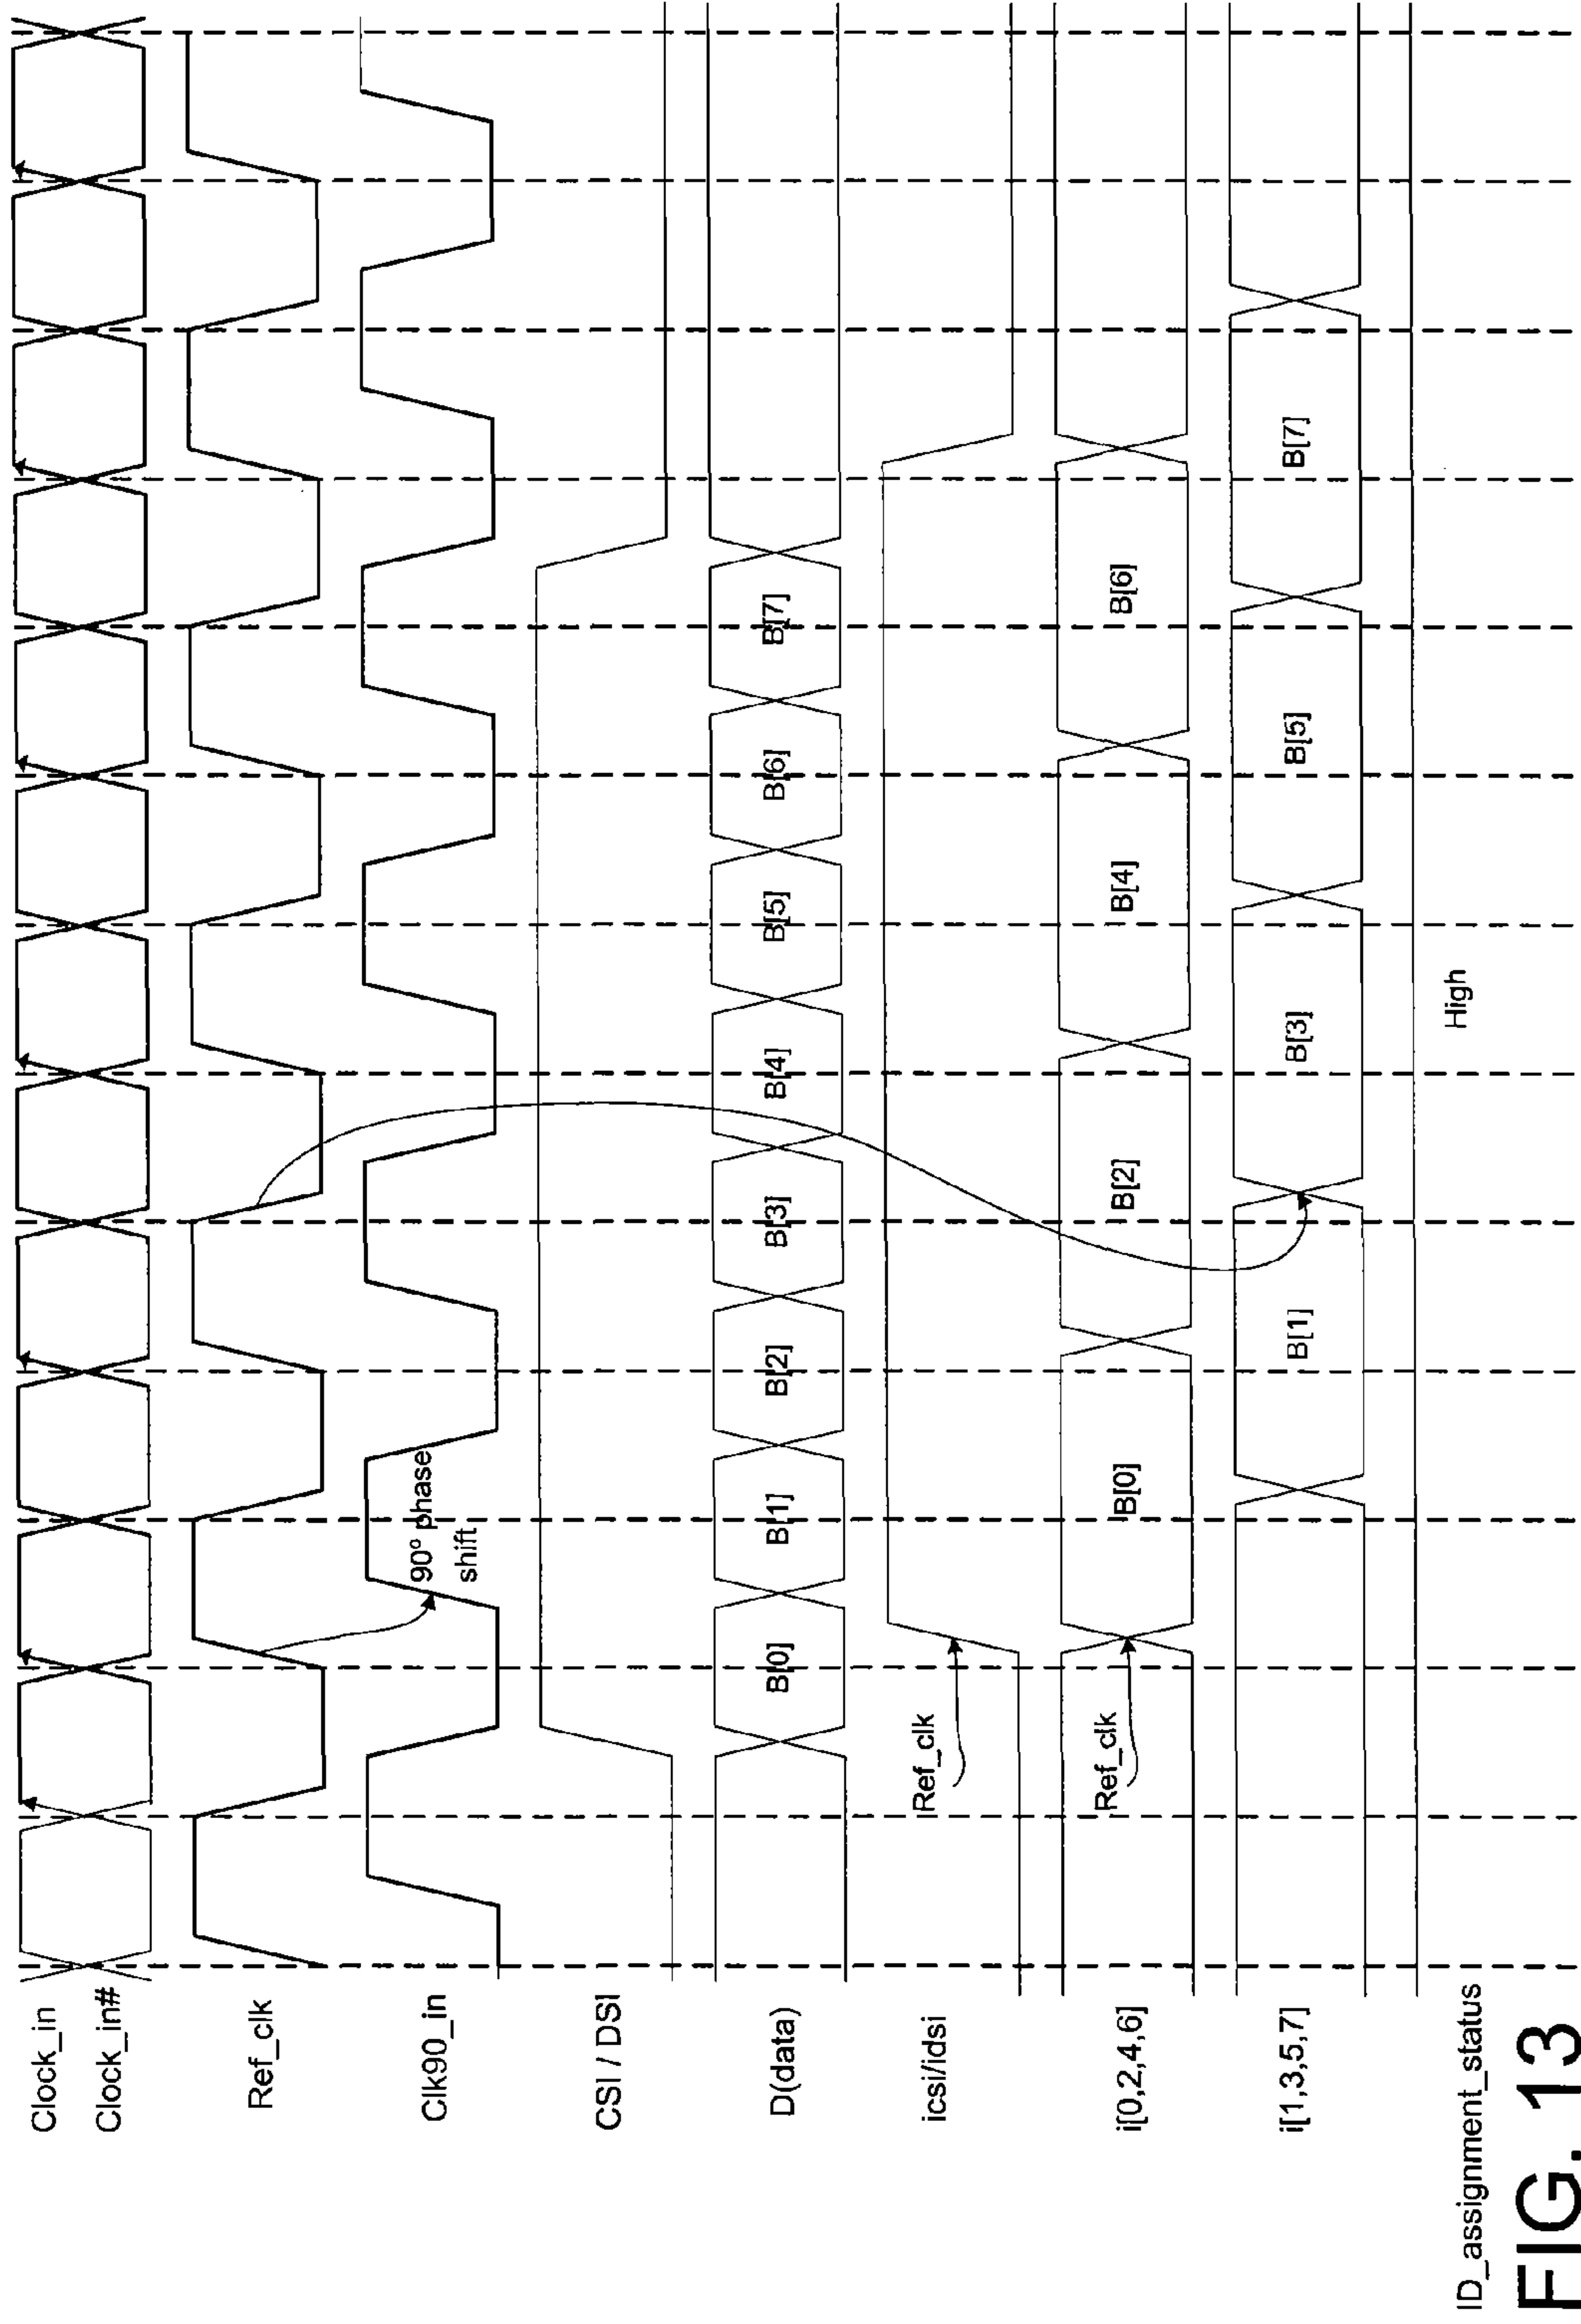 Clock_in
Clock_in#
Ref_clk
Clk90_in
90° phase
shift
CSI / DSI
D(data)
B[0] B[1] B[2] B[3] B[4] B[5] B[6] B[7]
icsi/idsi
Ref_clk
i[0,2,4,6]
Ref_clk
B[0] B[2] B[4] B[6]
i[1,3,5,7]
B[1] B[3] B[5] B[7]
ID_assignment_status
High
FIG. 13